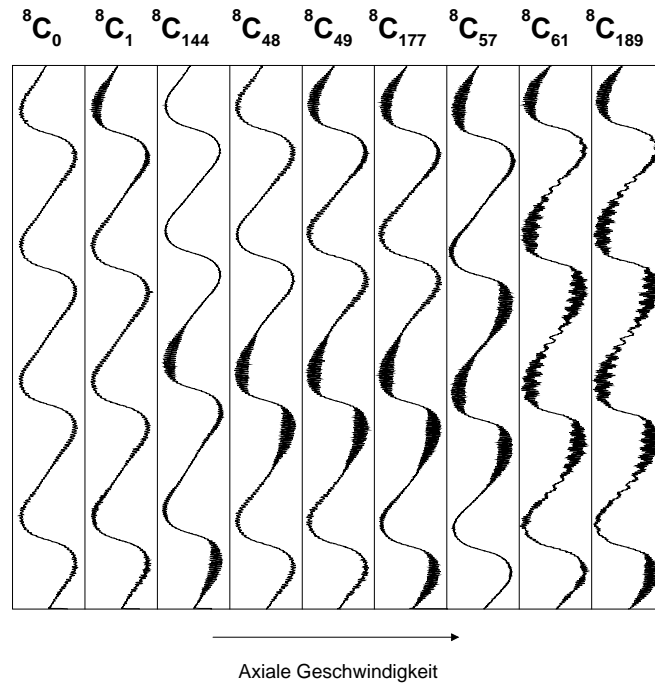 ⁸C₀ ⁸C₁ ⁸C₁₄₄ ⁸C₄₈ ⁸C₄₉ ⁸C₁₇₇ ⁸C₅₇ ⁸C₆₁ ⁸C₁₈₉
Axiale Geschwindigkeit